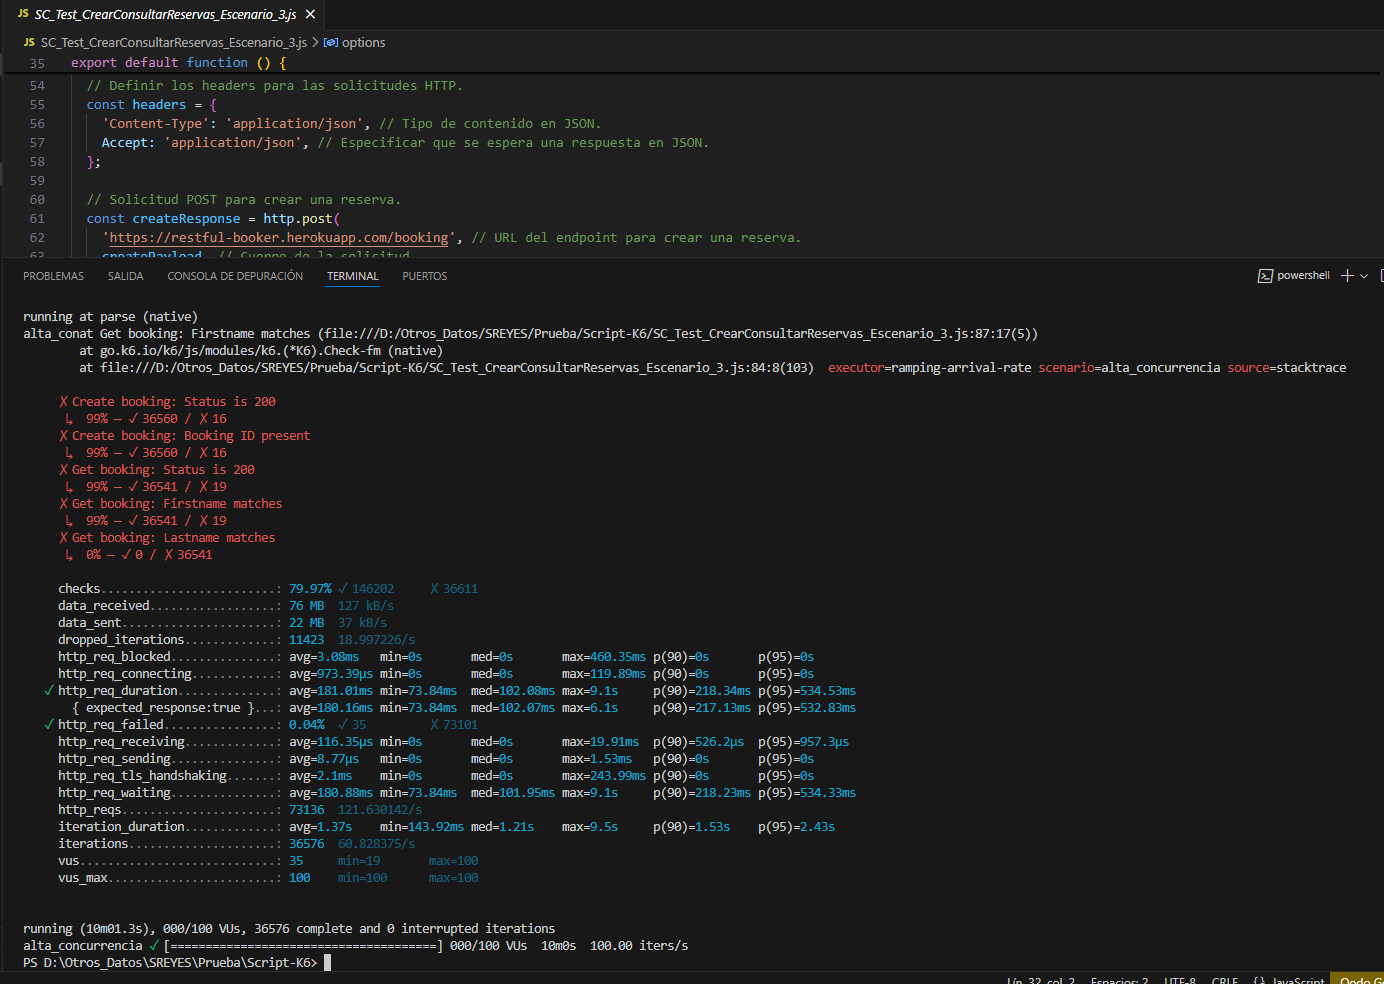 JS SC_Test_CrearConsultarReservas_Escenario_3.js ✕
JS SC_Test_CrearConsultarReservas_Escenario_3.js > options
35 export default function () {
54 // Definir los headers para las solicitudes HTTP.
55 const headers = {
56 'Content-Type': 'application/json', // Tipo de contenido en JSON.
57 Accept: 'application/json', // Especificar que se espera una respuesta en JSON.
58 };
59
60 // Solicitud POST para crear una reserva.
61 const createResponse = http.post(
62 'https://restful-booker.herokuapp.com/booking', // URL del endpoint para crear una reserva.
63 createPayload, // Cuerpo de la solicitud
PROBLEMAS SALIDA CONSOLA DE DEPURACIÓN TERMINAL PUERTOS powershell
running at parse (native)
alta_conat Get booking: Firstname matches (file:///D:/Otros_Datos/SREYES/Prueba/Script-K6/SC_Test_CrearConsultarReservas_Escenario_3.js:87:17(5))
at go.k6.io/k6/js/modules/k6.(*K6).Check-fm (native)
at file:///D:/Otros_Datos/SREYES/Prueba/Script-K6/SC_Test_CrearConsultarReservas_Escenario_3.js:84:8(103) executor=ramping-arrival-rate scenario=alta_concurrencia source=stacktrace
✗ Create booking: Status is 200
↳ 99% — ✓ 36560 / ✗ 16
✗ Create booking: Booking ID present
↳ 99% — ✓ 36560 / ✗ 16
✗ Get booking: Status is 200
↳ 99% — ✓ 36541 / ✗ 19
✗ Get booking: Firstname matches
↳ 99% — ✓ 36541 / ✗ 19
✗ Get booking: Lastname matches
↳ 0% — ✓ 0 / ✗ 36541
checks.........................: 79.97% ✓ 146202 ✗ 36611
data_received..................: 76 MB 127 kB/s
data_sent......................: 22 MB 37 kB/s
dropped_iterations.............: 11423 18.997226/s
http_req_blocked...............: avg=3.08ms min=0s med=0s max=460.35ms p(90)=0s p(95)=0s
http_req_connecting............: avg=973.39µs min=0s med=0s max=119.89ms p(90)=0s p(95)=0s
✓ http_req_duration..............: avg=181.01ms min=73.84ms med=102.08ms max=9.1s p(90)=218.34ms p(95)=534.53ms
{ expected_response:true }...: avg=180.16ms min=73.84ms med=102.07ms max=6.1s p(90)=217.13ms p(95)=532.83ms
✓ http_req_failed................: 0.04% ✓ 35 ✗ 73101
http_req_receiving.............: avg=116.35µs min=0s med=0s max=19.91ms p(90)=526.2µs p(95)=957.3µs
http_req_sending...............: avg=8.77µs min=0s med=0s max=1.53ms p(90)=0s p(95)=0s
http_req_tls_handshaking.......: avg=2.1ms min=0s med=0s max=243.99ms p(90)=0s p(95)=0s
http_req_waiting...............: avg=180.88ms min=73.84ms med=101.95ms max=9.1s p(90)=218.23ms p(95)=534.33ms
http_reqs......................: 73136 121.630142/s
iteration_duration.............: avg=1.37s min=143.92ms med=1.21s max=9.5s p(90)=1.53s p(95)=2.43s
iterations.....................: 36576 60.828375/s
vus............................: 35 min=19 max=100
vus_max........................: 100 min=100 max=100
running (10m01.3s), 000/100 VUs, 36576 complete and 0 interrupted iterations
alta_concurrencia ✓ [======================================] 000/100 VUs 10m0s 100.00 iters/s
PS D:\Otros_Datos\SREYES\Prueba\Script-K6>
Lín. 32, col. 2 Espacios: 2 UTF-8 CRLF {} JavaScript Qodo G